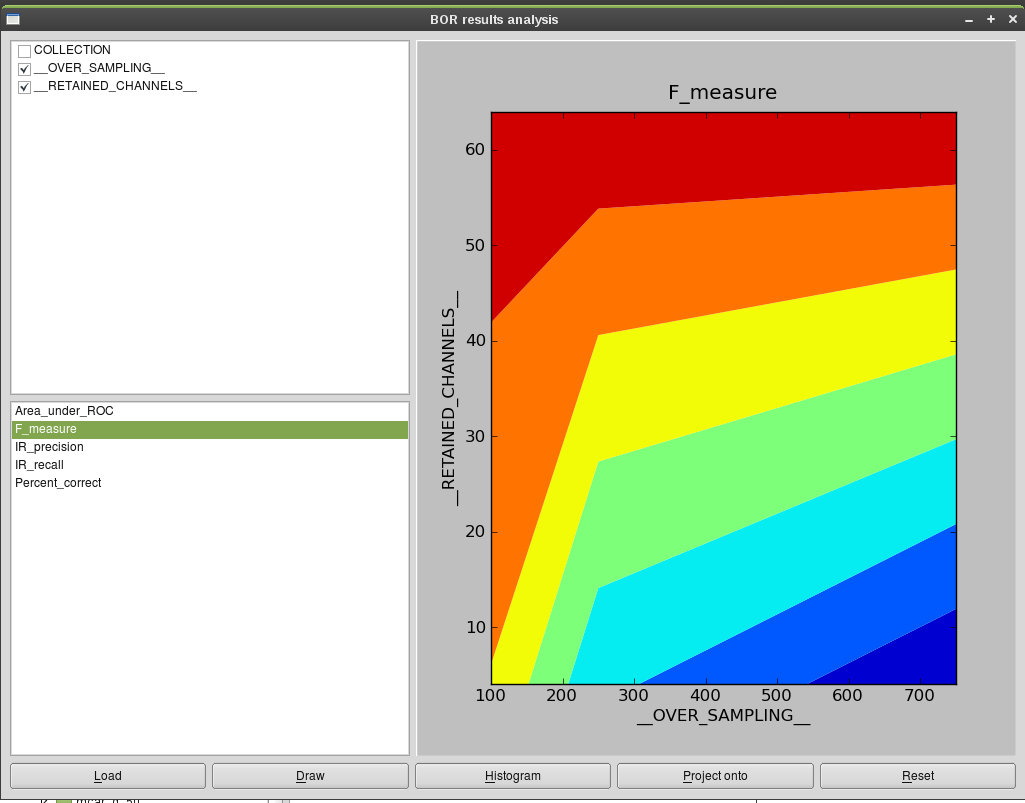 BOR results analysis
COLLECTION
__OVER_SAMPLING__
__RETAINED_CHANNELS__
Area_under_ROC
F_measure
IR_precision
IR_recall
Percent_correct
F_measure
60
50
40
30
20
10
__RETAINED_CHANNELS__
100 200 300 400 500 600 700
__OVER_SAMPLING__
Load Draw Histogram Project onto Reset